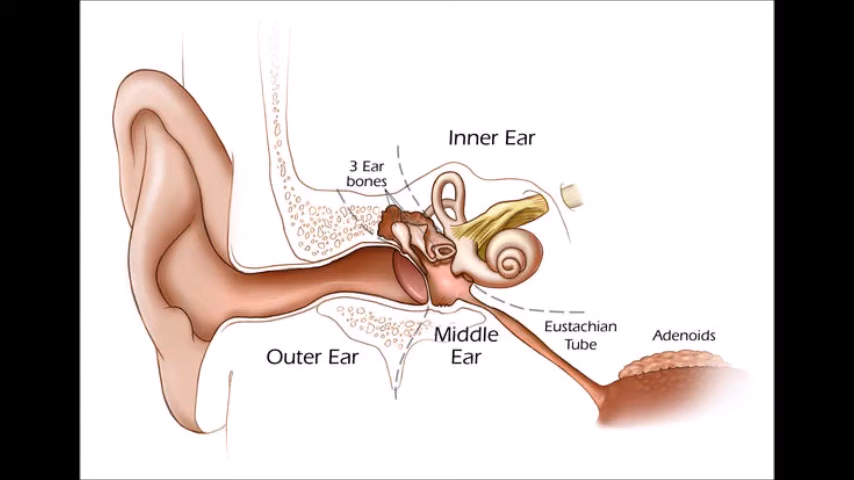 Inner Ear
3 Ear
bones
Eustachian
Tube
Adenoids
Middle
Ear
Outer Ear